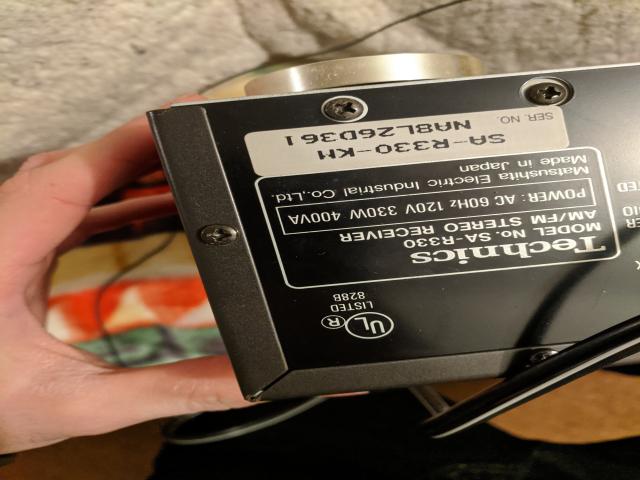 UL
R
LISTED
828B
Technics
MODEL No. SA-R330
AM/FM STEREO RECEIVER
POWER: AC 60Hz 120V 330W 400VA
Matsushita Electric Industrial Co.,Ltd.
Made in Japan
SA-R330-KM
SER. NO.
NA8L26D361